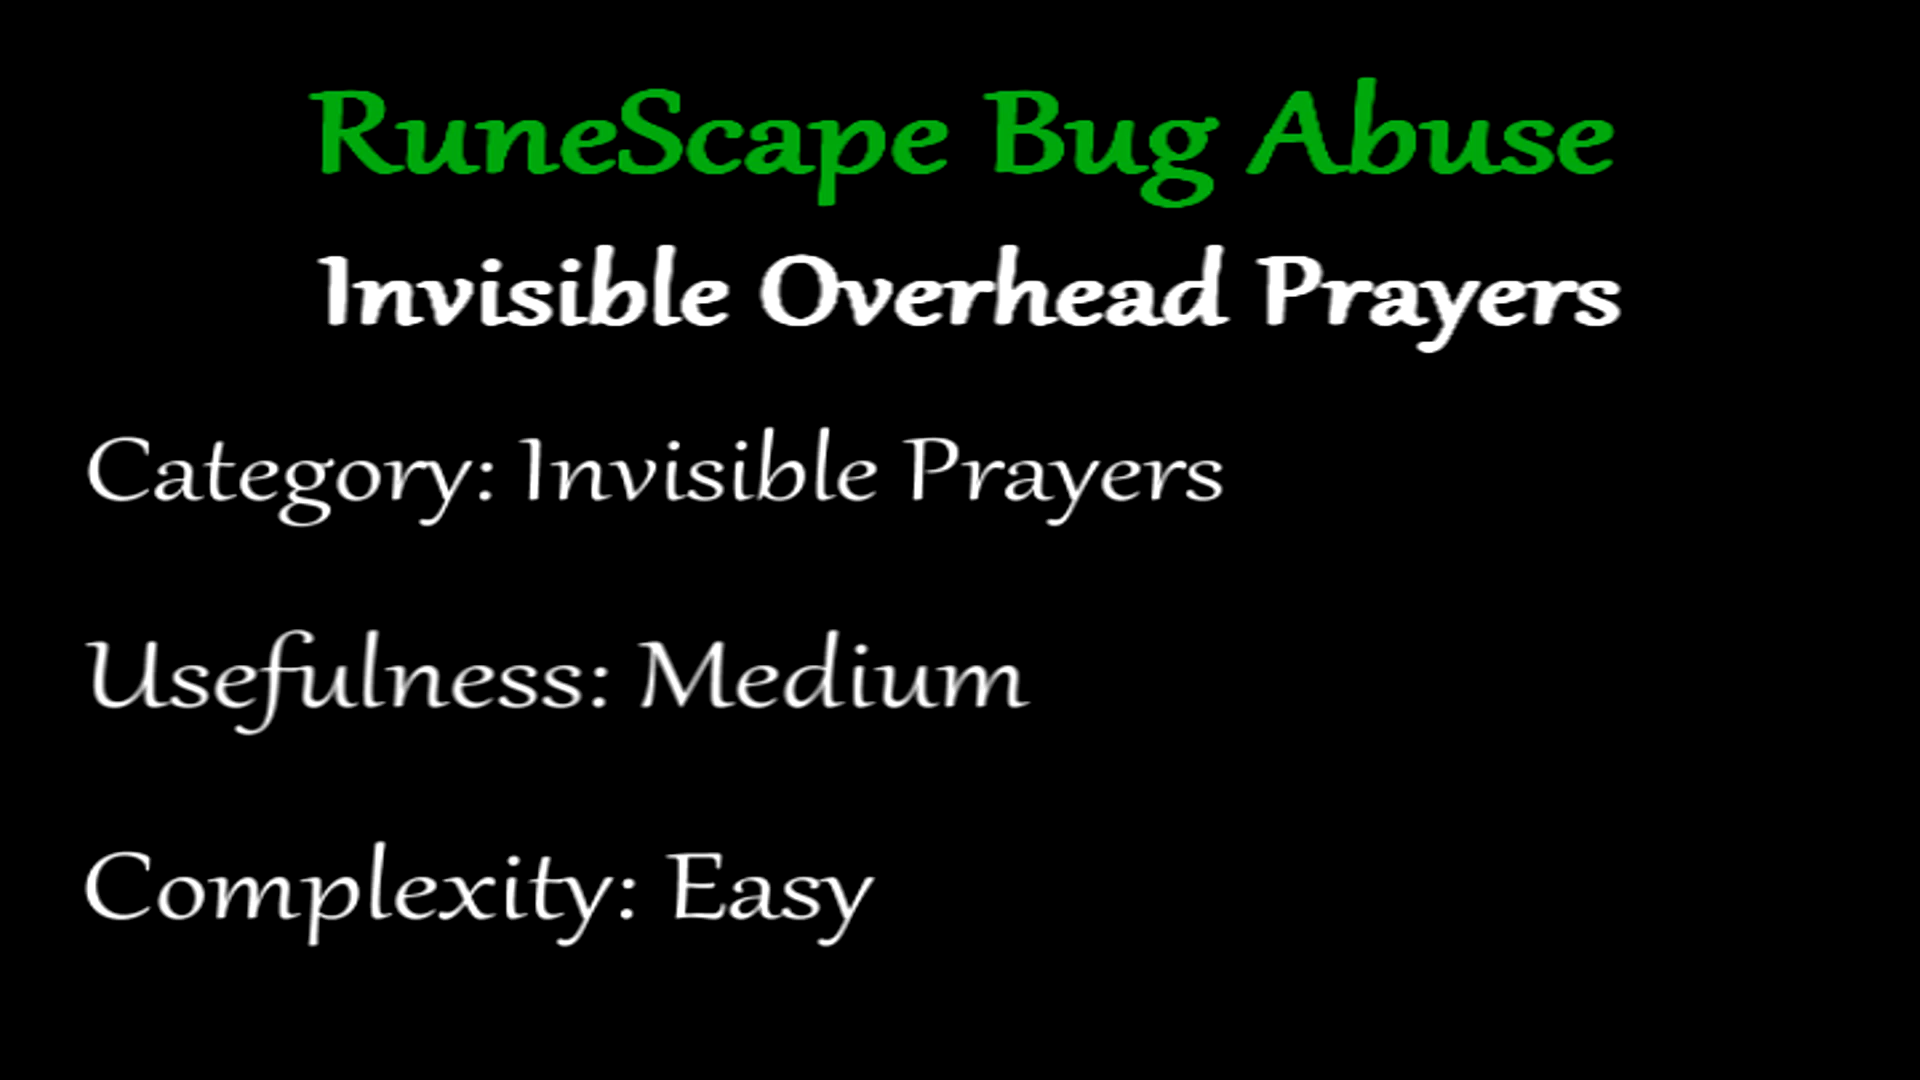 RuneScape Bug Abuse
Invisible Overhead Prayers
Category: Invisible Prayers
Usefulness: Medium
Complexity: Easy